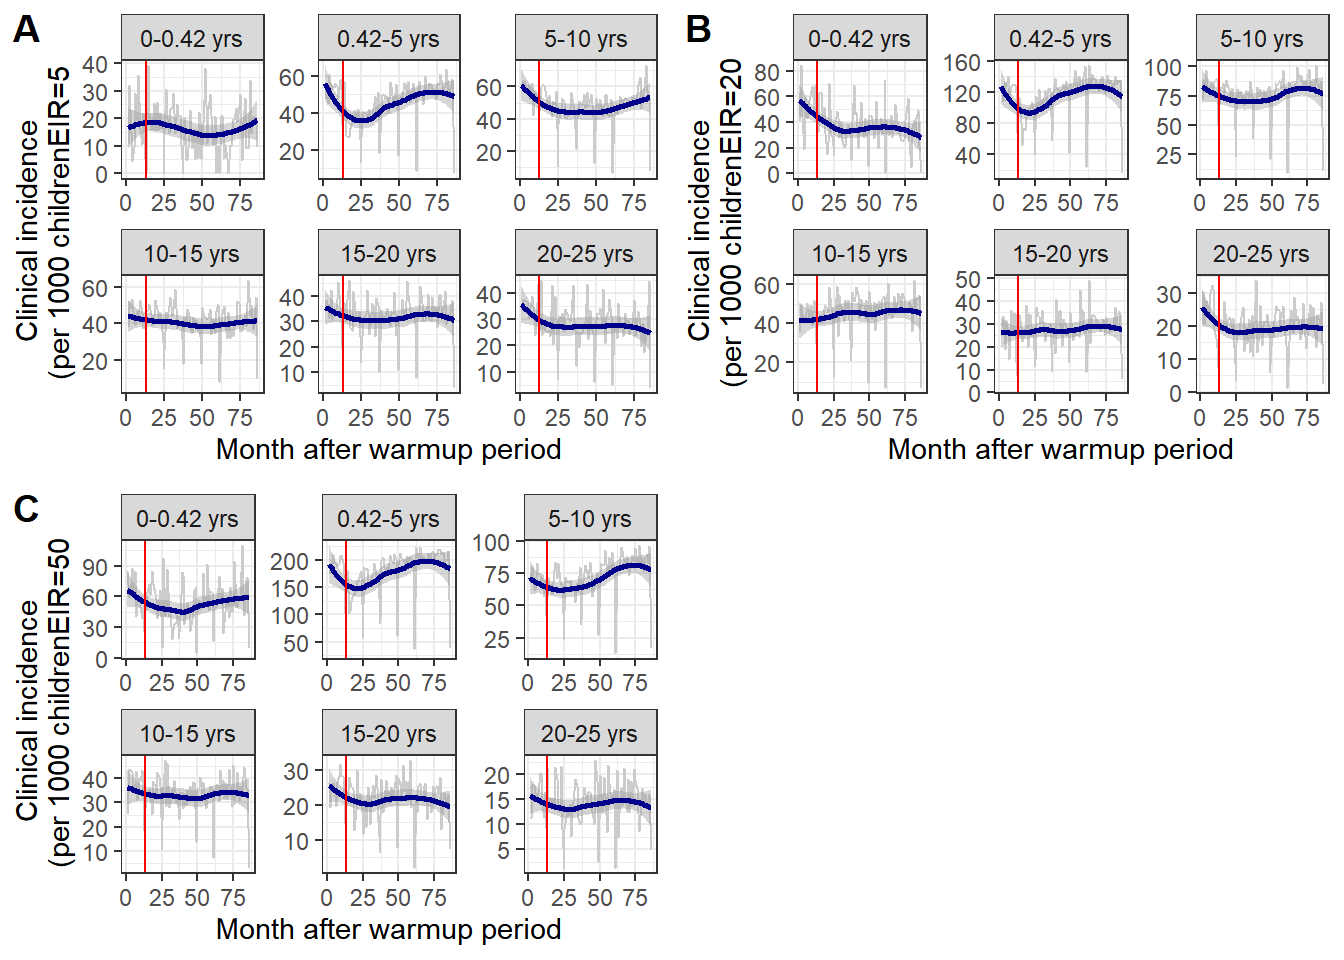 A
Clinical incidence
(per 1000 childrenEIR=5
0-0.42 yrs
0.42-5 yrs
5-10 yrs
40
30
20
10
0
60
40
20
60
40
20
0 25 50 75
0 25 50 75
0 25 50 75
10-15 yrs
15-20 yrs
20-25 yrs
60
40
20
40
30
20
10
40
30
20
10
0 25 50 75
0 25 50 75
0 25 50 75
Month after warmup period
B
Clinical incidence
(per 1000 childrenEIR=20
0-0.42 yrs
0.42-5 yrs
5-10 yrs
80
60
40
20
0
160
120
80
40
100
75
50
25
0 25 50 75
0 25 50 75
0 25 50 75
10-15 yrs
15-20 yrs
20-25 yrs
60
40
20
50
40
30
20
10
0
30
20
10
0
0 25 50 75
0 25 50 75
0 25 50 75
Month after warmup period
C
Clinical incidence
(per 1000 childrenEIR=50
0-0.42 yrs
0.42-5 yrs
5-10 yrs
90
60
30
0
200
150
100
50
100
75
50
25
0 25 50 75
0 25 50 75
0 25 50 75
10-15 yrs
15-20 yrs
20-25 yrs
40
30
20
10
30
20
10
20
15
10
5
0 25 50 75
0 25 50 75
0 25 50 75
Month after warmup period